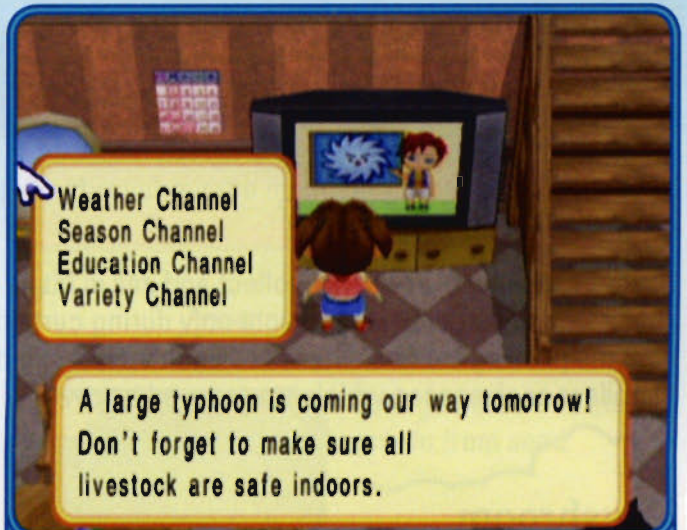 Weather Channel
Season Channel
Education Channel
Variety Channel
A large typhoon is coming our way tomorrow!
Don't forget to make sure all
livestock are safe indoors.